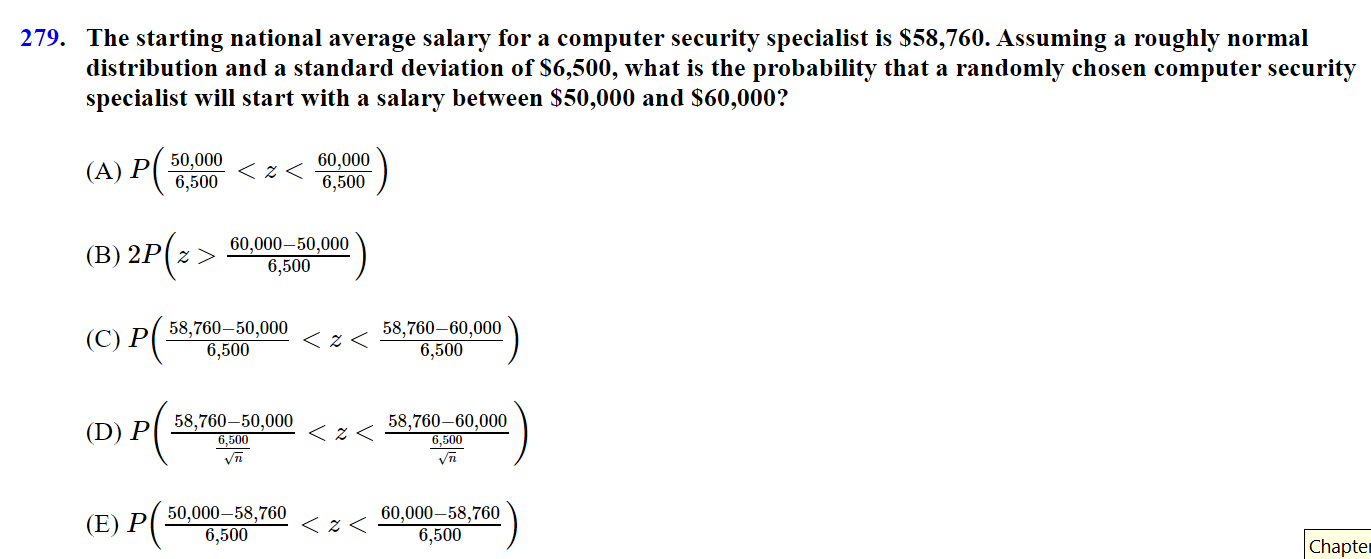 279. The starting national average salary for a computer security specialist is $58,760. Assuming a roughly normal
distribution and a standard deviation of $6,500, what is the probability that a randomly chosen computer security
specialist will start with a salary between $50,000 and $60,000?
(A) P(50,000/6,500 < z < 60,000/6,500)
(B) 2P(z > 60,000−50,000/6,500)
(C) P(58,760−50,000/6,500 < z < 58,760−60,000/6,500)
(D) P(58,760−50,000/6,500/√n < z < 58,760−60,000/6,500/√n)
(E) P(50,000−58,760/6,500 < z < 60,000−58,760/6,500)
Chapter